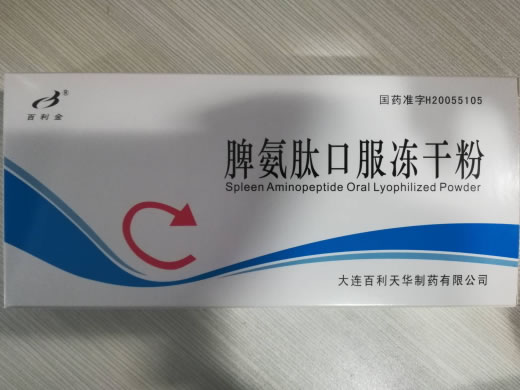 ®
百利金
国药准字H20055105
脾氨肽口服冻干粉
Spleen Aminopeptide Oral Lyophilized Powder
大连百利天华制药有限公司